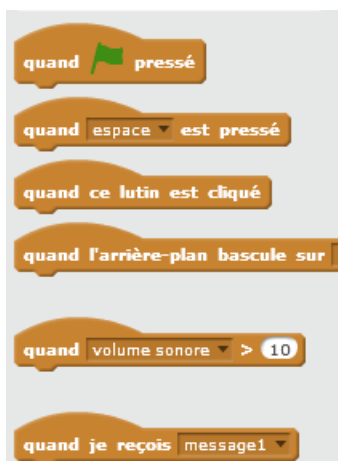 quand pressé
quand espace est pressé
quand ce lutin est cliqué
quand l'arrière-plan bascule sur
quand volume sonore > 10
quand je reçois message1